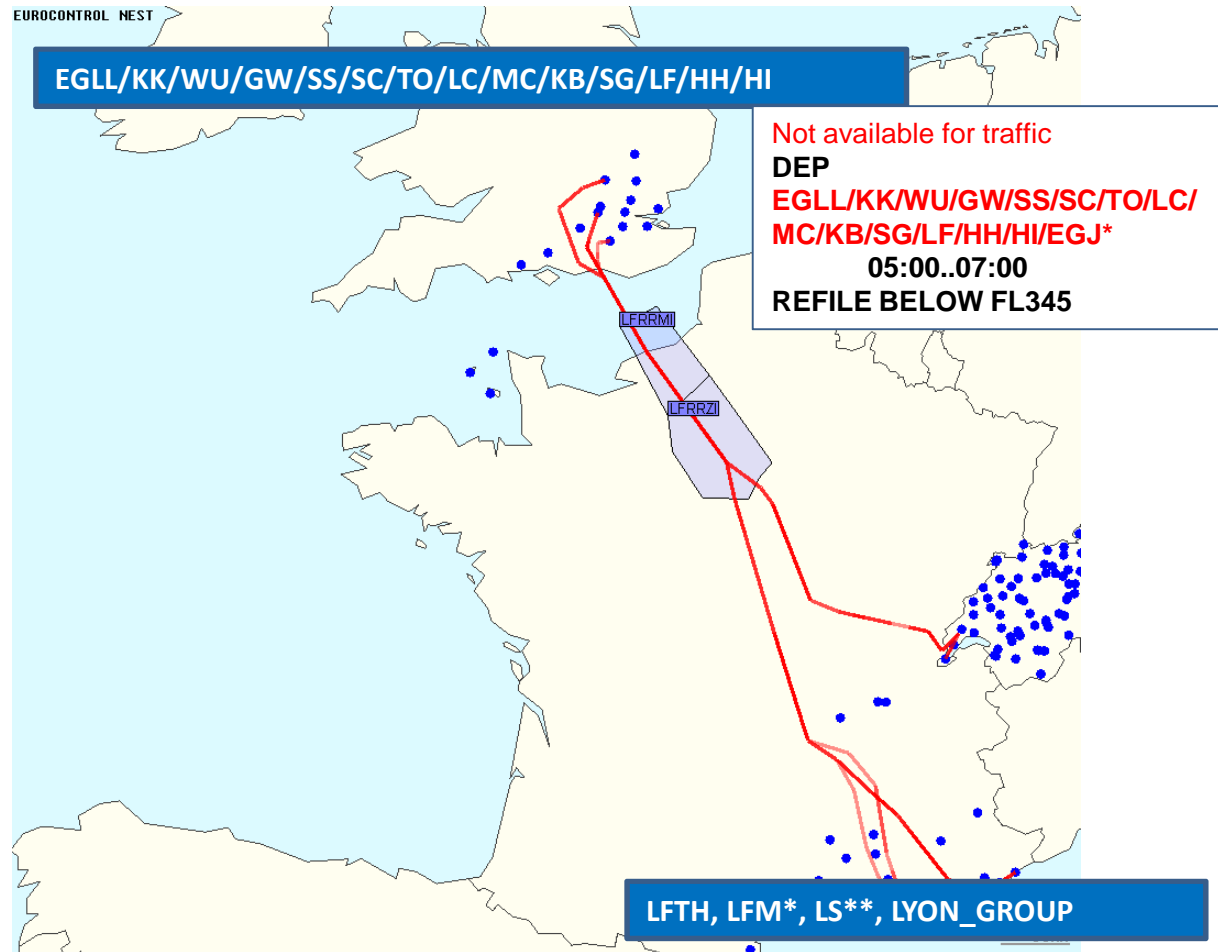 EUROCONTROL NEST
EGLL/KK/WU/GW/SS/SC/TO/LC/MC/KB/SG/LF/HH/HI
Not available for traffic
DEP
EGLL/KK/WU/GW/SS/SC/TO/LC/
MC/KB/SG/LF/HH/HI/EGJ*
05:00..07:00
REFILE BELOW FL345
LFRRMI
LFRRZI
LFTH, LFM*, LS**, LYON_GROUP